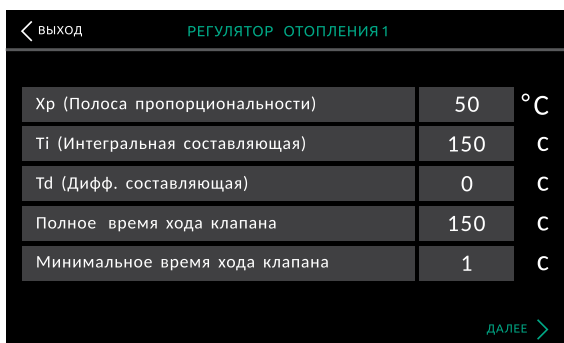 ВЫХОД РЕГУЛЯТОР ОТОПЛЕНИЯ 1
Xp (Полоса пропорциональности) 50 °C
Ti (Интегральная составляющая) 150 с
Td (Дифф. составляющая) 0 с
Полное время хода клапана 150 с
Минимальное время хода клапана 1 с
ДАЛЕЕ